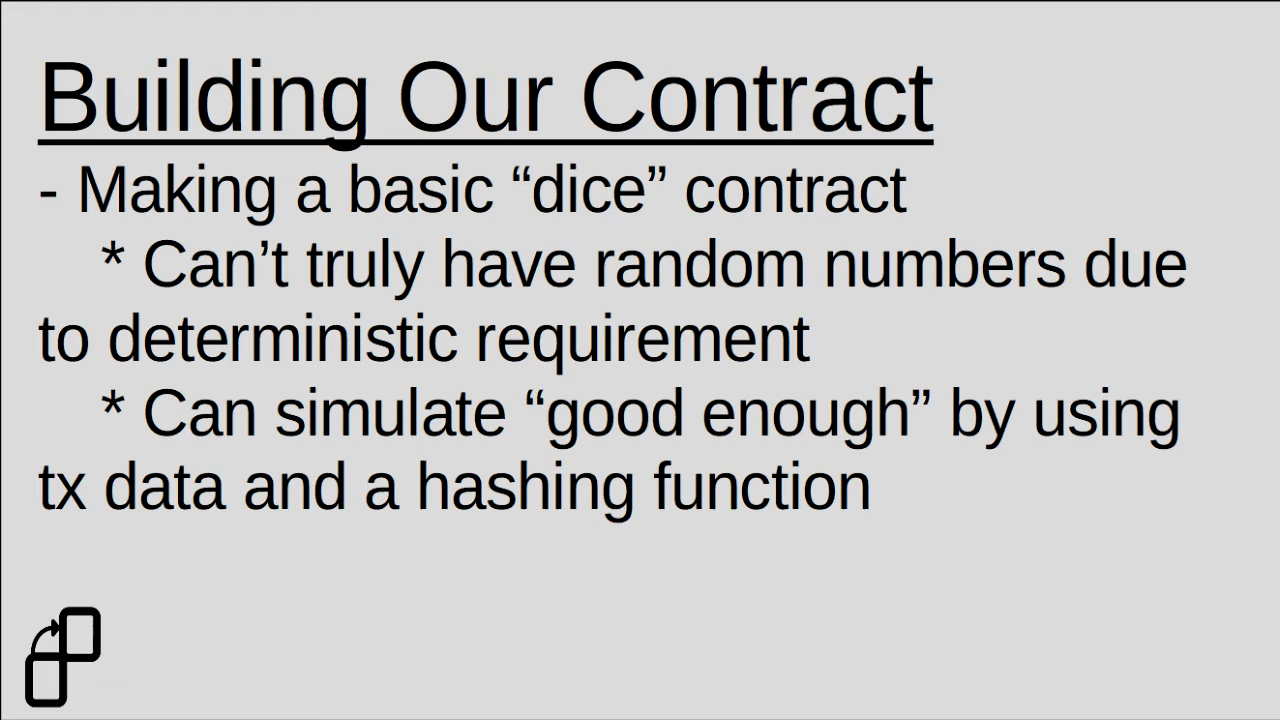 Building Our Contract
- Making a basic “dice” contract
* Can’t truly have random numbers due
to deterministic requirement
* Can simulate “good enough” by using
tx data and a hashing function